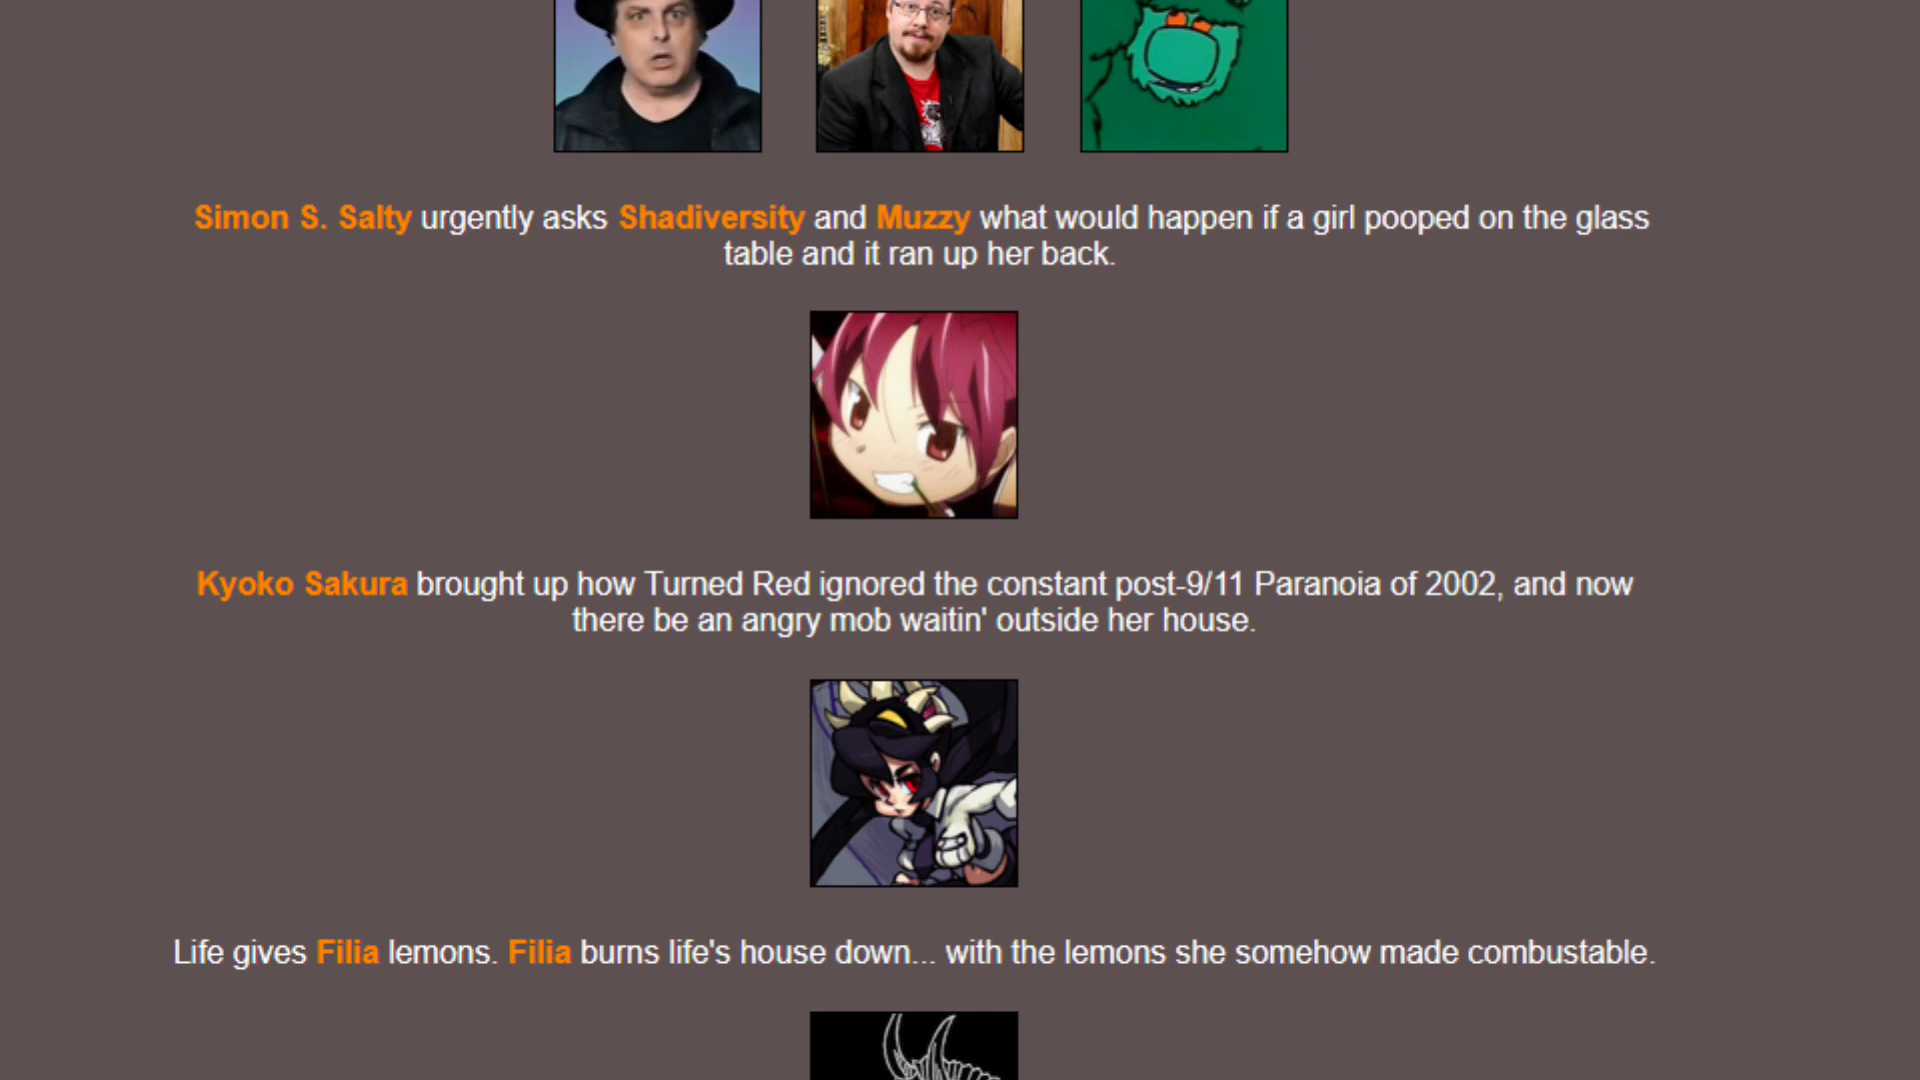 Simon S. Salty urgently asks Shadiversity and Muzzy what would happen if a girl pooped on the glass
table and it ran up her back.
Kyoko Sakura brought up how Turned Red ignored the constant post-9/11 Paranoia of 2002, and now
there be an angry mob waitin' outside her house.
Life gives Filia lemons. Filia burns life's house down... with the lemons she somehow made combustable.